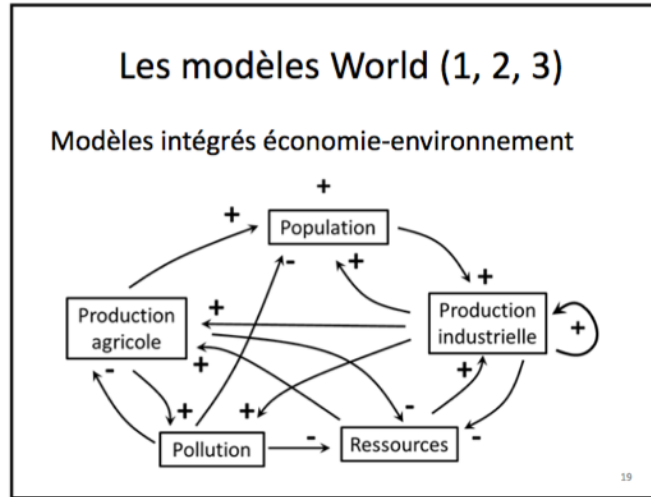 Les modèles World (1, 2, 3)
Modèles intégrés économie-environnement
+
+
Population
-
+
+
Production
agricole
+
Production
industrielle
+
+
-
+
+
-
+
-
Pollution
-
Ressources
19